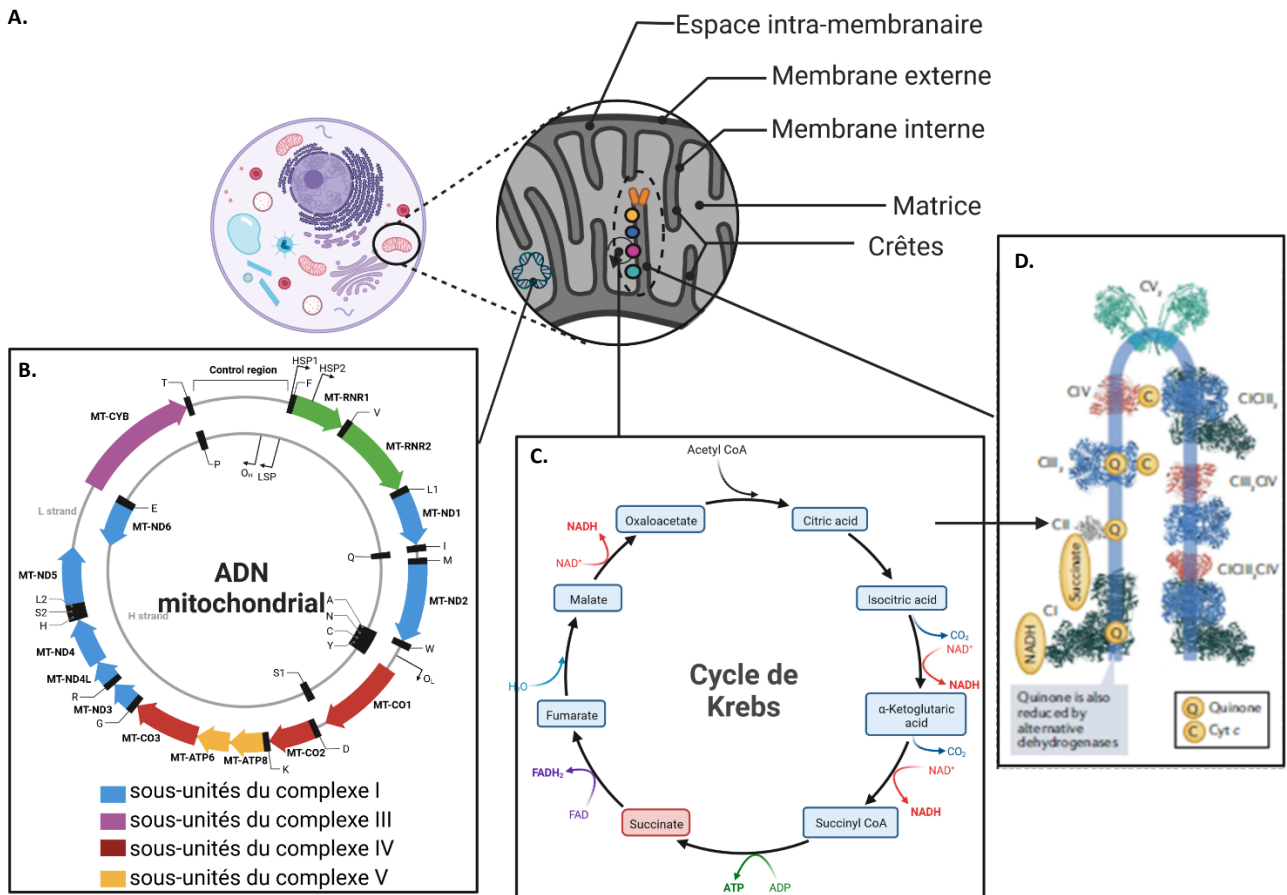 A.
Espace intra-membranaire
Membrane externe
Membrane interne
Matrice
Crêtes
B.
Control region
HSP1
HSP2
T
F
MT-RNR1
V
MT-CYB
MT-RNR2
P
OH
LSP
L1
MT-ND1
E
L strand
MT-ND6
I
Q
M
MT-ND5
ADN
mitochondrial
MT-ND2
L2
S2
H
H strand
A
N
C
Y
W
OL
MT-ND4
MT-ND4L
R
MT-ND3
G
S1
MT-CO1
MT-CO3
MT-ATP6
MT-ATP8
K
MT-CO2
D
sous-unités du complexe I
sous-unités du complexe III
sous-unités du complexe IV
sous-unités du complexe V
C.
Acetyl CoA
Oxaloacetate
Citric acid
NADH
NAD⁺
Malate
Isocitric acid
CO₂
NAD⁺
NADH
H₂O
Cycle de
Krebs
Fumarate
α-Ketoglutaric
acid
CO₂
NAD⁺
NADH
FADH₂
FAD
Succinate
Succinyl CoA
ATP
ADP
D.
CV₂
CIV
C
CICIII₂
CIII₂
Q
C
CIII₂CIV
CII
Q
Succinate
CICIII₂CIV
CI
NADH
Q
Quinone is also
reduced by
alternative
dehydrogenases
Q Quinone
C Cyt c